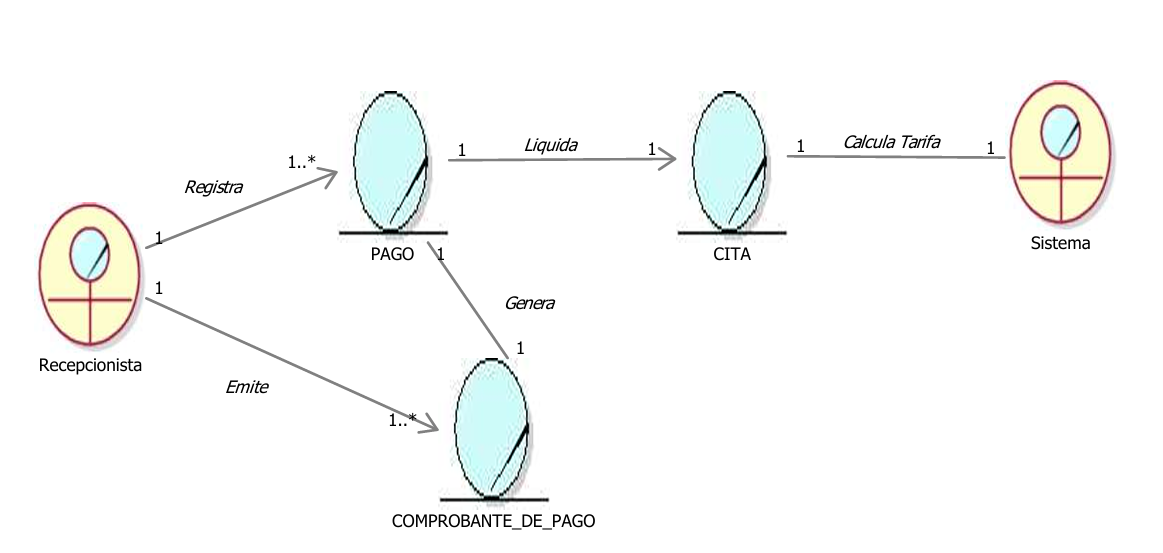 1
Liquida
1
1
Calcula Tarifa
1
1..*
Registra
1
PAGO
1
CITA
Sistema
1
Genera
1
Recepcionista
Emite
1..*
COMPROBANTE_DE_PAGO